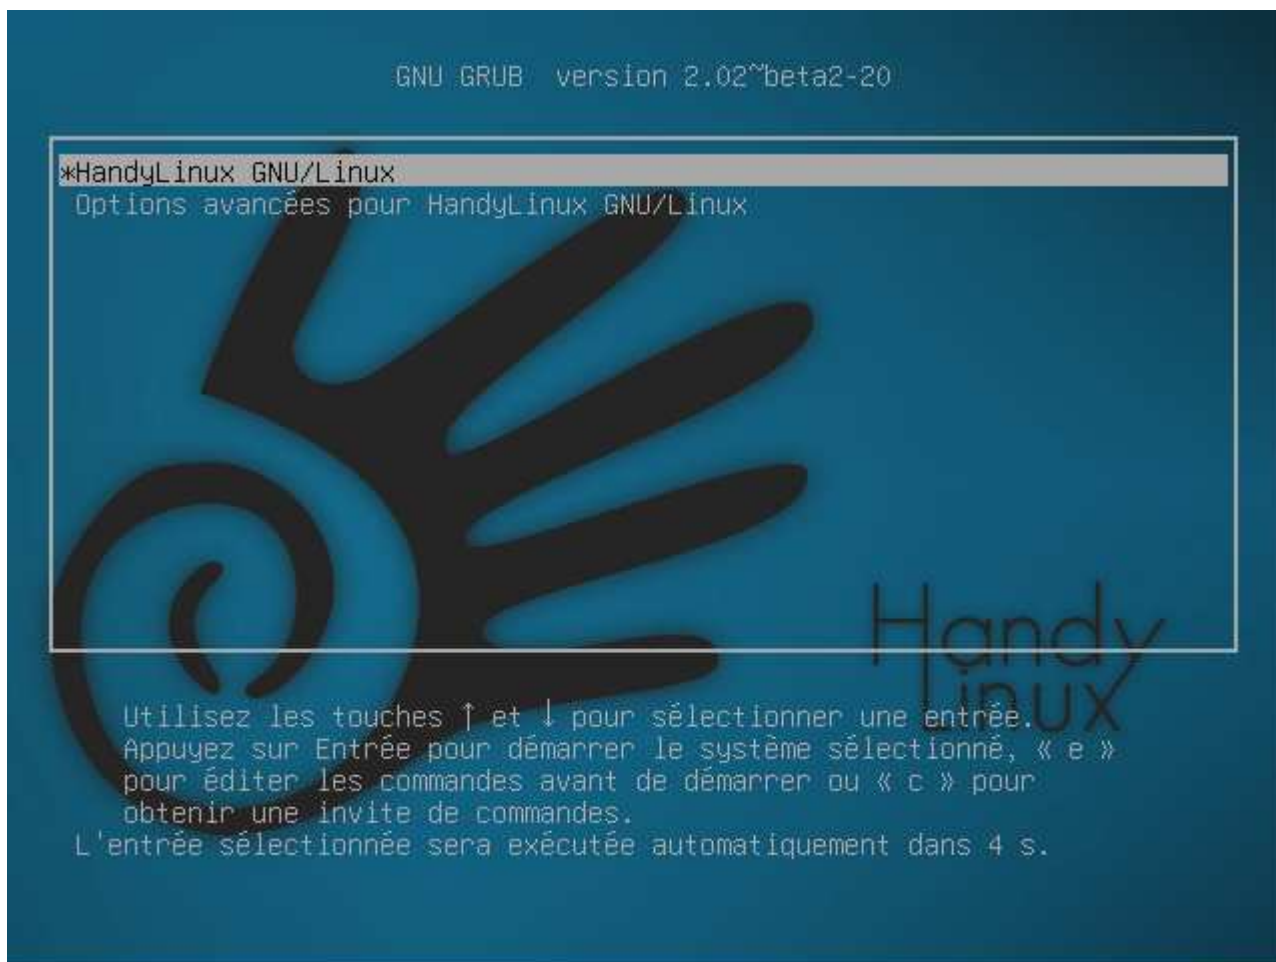 GNU GRUB  version 2.02~beta2-20
*HandyLinux GNU/Linux
Options avancées pour HandyLinux GNU/Linux
Handy
Linux
Utilisez les touches ↑ et ↓ pour sélectionner une entrée.
Appuyez sur Entrée pour démarrer le système sélectionné, « e »
pour éditer les commandes avant de démarrer ou « c » pour
obtenir une invite de commandes.
L'entrée sélectionnée sera exécutée automatiquement dans 4 s.